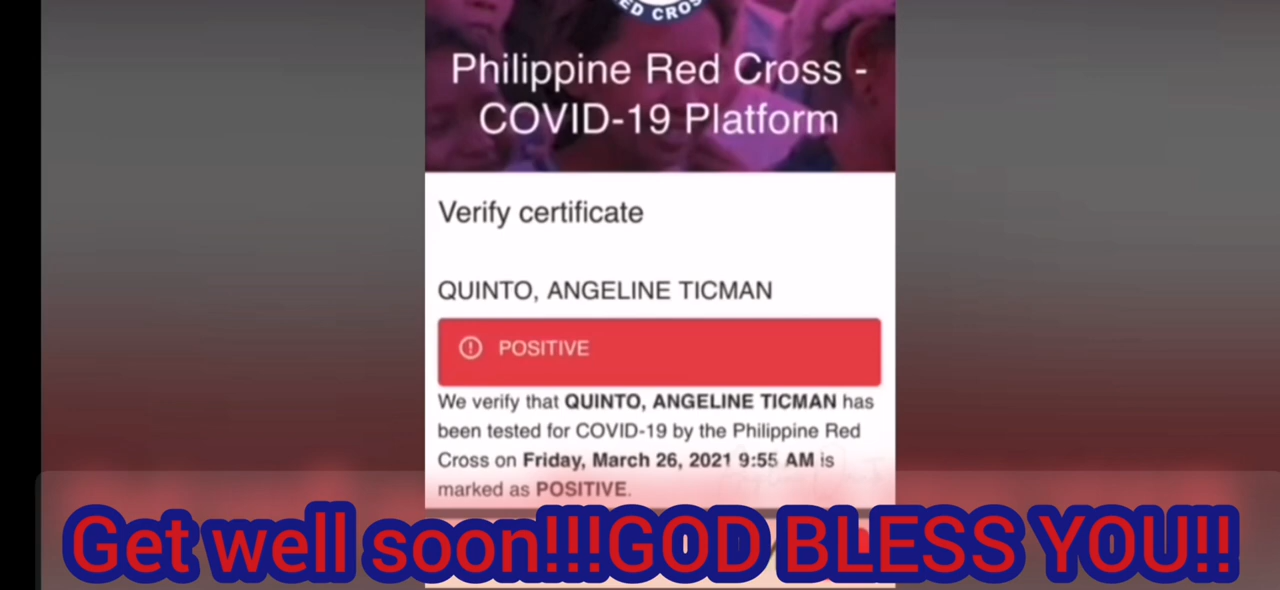 RED CROSS
Philippine Red Cross -
COVID-19 Platform
Verify certificate
QUINTO, ANGELINE TICMAN
POSITIVE
We verify that QUINTO, ANGELINE TICMAN has
been tested for COVID-19 by the Philippine Red
Cross on Friday, March 26, 2021 9:55 AM is
marked as POSITIVE.
Get well soon!!!GOD BLESS YOU!!